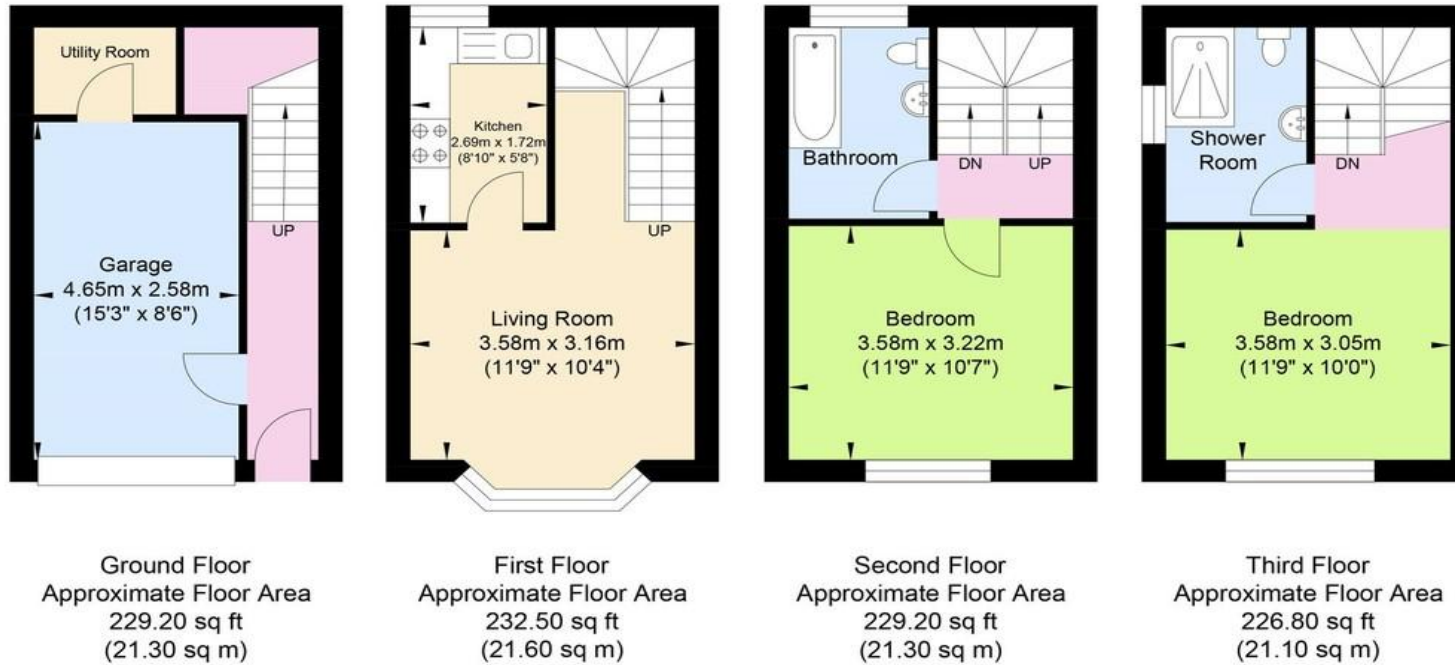 Utility Room
UP
Garage
4.65m x 2.58m
(15'3" x 8'6")
Ground Floor
Approximate Floor Area
229.20 sq ft
(21.30 sq m)
Kitchen
2.69m x 1.72m
(8'10" x 5'8")
UP
Living Room
3.58m x 3.16m
(11'9" x 10'4")
First Floor
Approximate Floor Area
232.50 sq ft
(21.60 sq m)
Bathroom
DN
UP
Bedroom
3.58m x 3.22m
(11'9" x 10'7")
Second Floor
Approximate Floor Area
229.20 sq ft
(21.30 sq m)
Shower
Room
DN
Bedroom
3.58m x 3.05m
(11'9" x 10'0")
Third Floor
Approximate Floor Area
226.80 sq ft
(21.10 sq m)